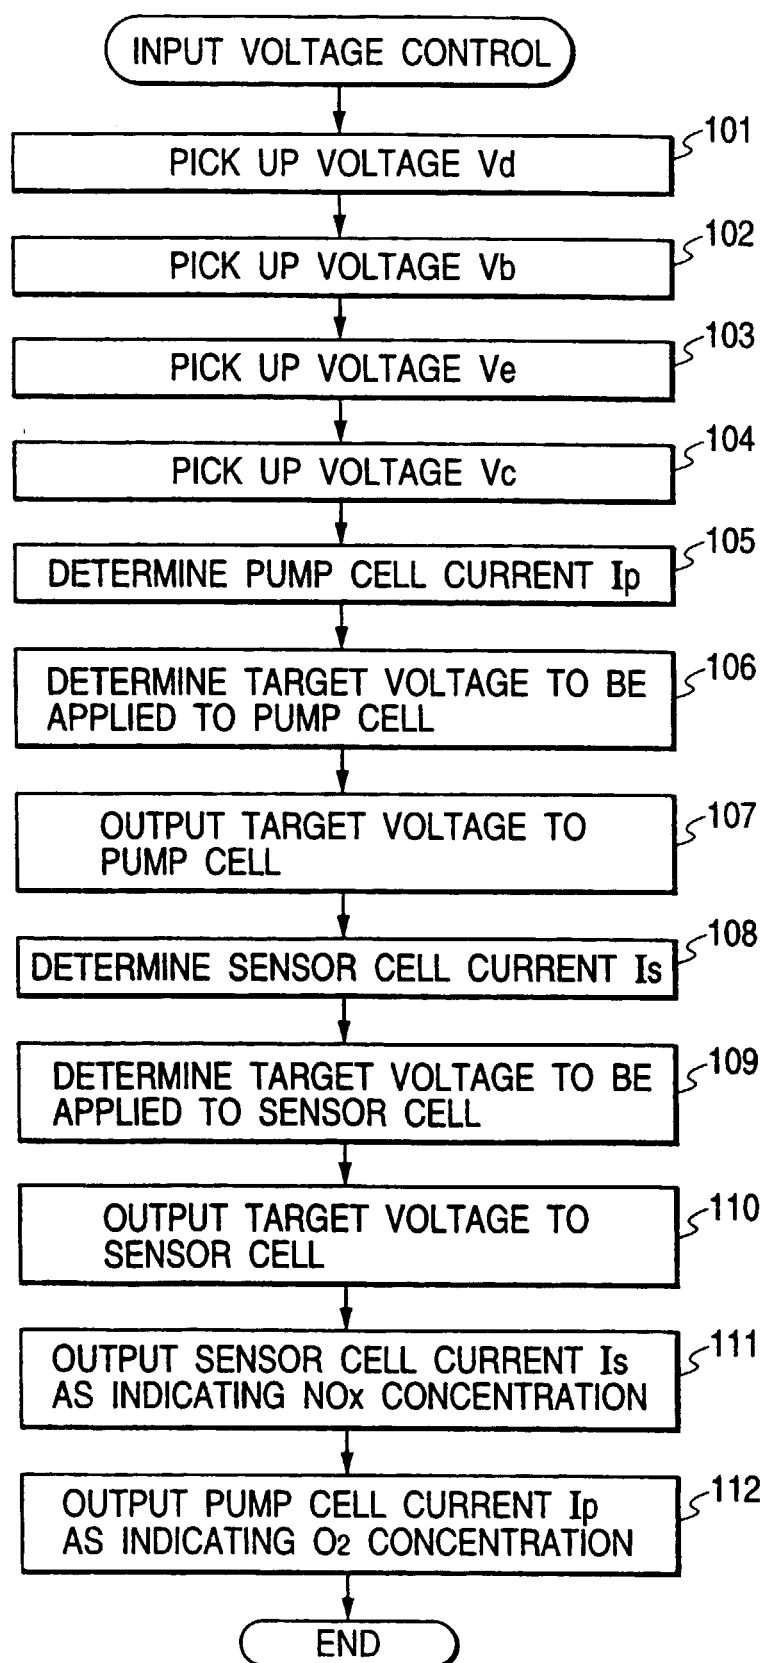 INPUT VOLTAGE CONTROL
101
PICK UP VOLTAGE Vd
102
PICK UP VOLTAGE Vb
103
PICK UP VOLTAGE Ve
104
PICK UP VOLTAGE Vc
105
DETERMINE PUMP CELL CURRENT Ip
106
DETERMINE TARGET VOLTAGE TO BE
APPLIED TO PUMP CELL
107
OUTPUT TARGET VOLTAGE TO
PUMP CELL
108
DETERMINE SENSOR CELL CURRENT Is
109
DETERMINE TARGET VOLTAGE TO BE
APPLIED TO SENSOR CELL
110
OUTPUT TARGET VOLTAGE TO
SENSOR CELL
111
OUTPUT SENSOR CELL CURRENT Is
AS INDICATING NOx CONCENTRATION
112
OUTPUT PUMP CELL CURRENT Ip
AS INDICATING O2 CONCENTRATION
END